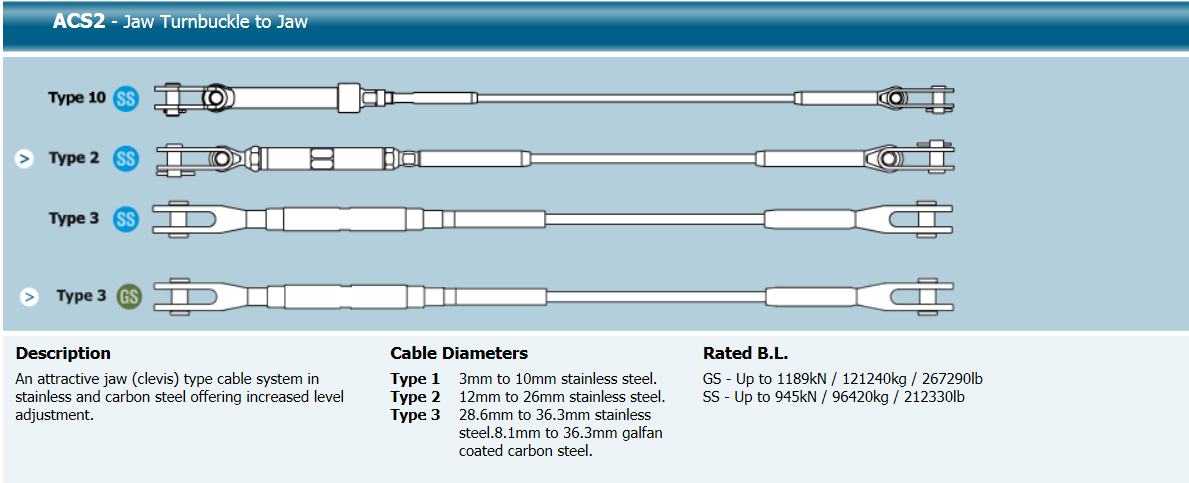 ACS2 - Jaw Turnbuckle to Jaw
Type 10 SS
> Type 2 SS
Type 3 SS
> Type 3 GS
Description
An attractive jaw (clevis) type cable system in
stainless and carbon steel offering increased level
adjustment.
Cable Diameters
Type 1 3mm to 10mm stainless steel.
Type 2 12mm to 26mm stainless steel.
Type 3 28.6mm to 36.3mm stainless
steel.8.1mm to 36.3mm galfan
coated carbon steel.
Rated B.L.
GS - Up to 1189kN / 121240kg / 267290lb
SS - Up to 945kN / 96420kg / 212330lb